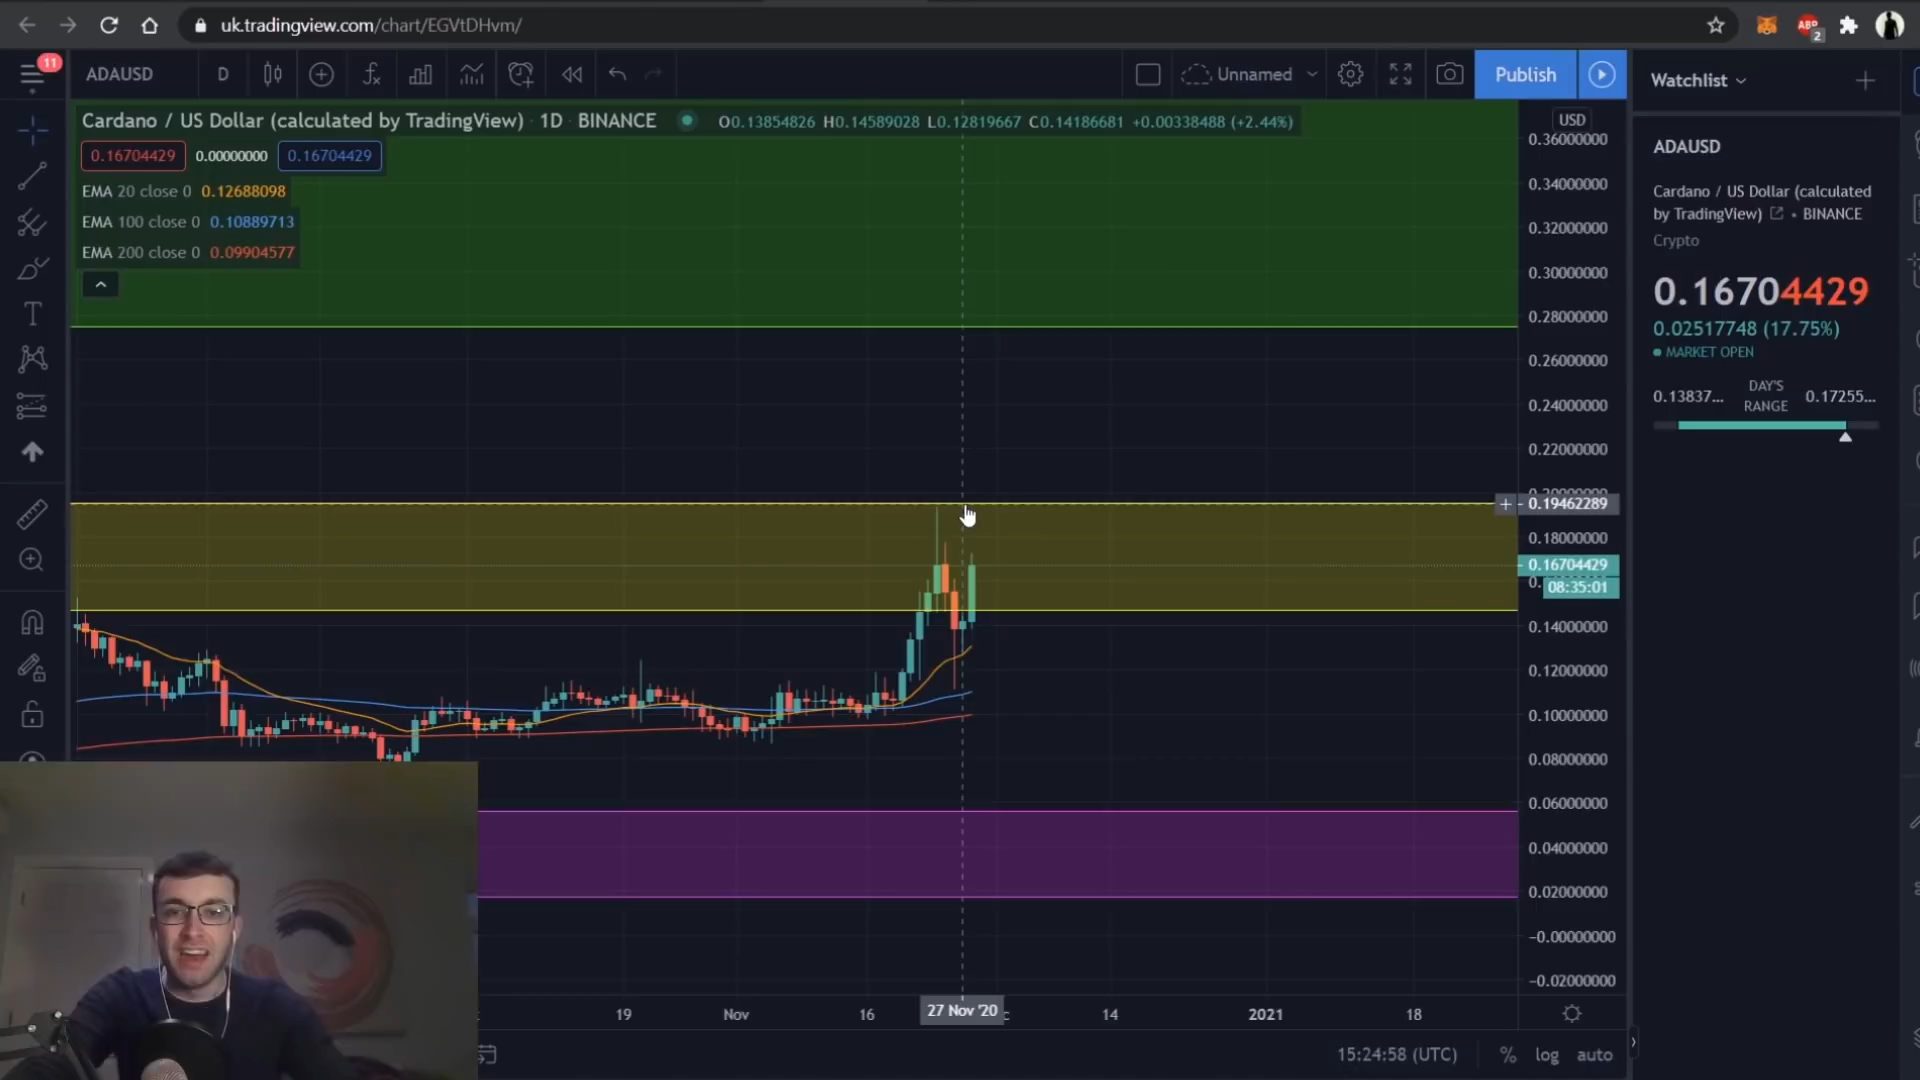 uk.tradingview.com/chart/EGVtDHvm/
ABP
2
11
ADAUSD
D
Unnamed
Publish
Watchlist
Cardano / US Dollar (calculated by TradingView) · 1D · BINANCE
O0.13854826 H0.14589028 L0.12819667 C0.14186681 +0.00338488 (+2.44%)
0.16704429 0.00000000 0.16704429
EMA 20 close 0 0.12688098
EMA 100 close 0 0.10889713
EMA 200 close 0 0.09904577
USD
0.36000000
0.34000000
0.32000000
0.30000000
0.28000000
0.26000000
0.24000000
0.22000000
0.19462289
0.18000000
0.16704429
08:35:01
0.14000000
0.12000000
0.10000000
0.08000000
0.06000000
0.04000000
0.02000000
−0.00000000
−0.02000000
ADAUSD
Cardano / US Dollar (calculated
by TradingView) • BINANCE
Crypto
0.16704429
0.02517748 (17.75%)
MARKET OPEN
0.13837... DAY'S RANGE 0.17255...
19 Nov 16 27 Nov '20 14 2021 18
15:24:58 (UTC) % log auto